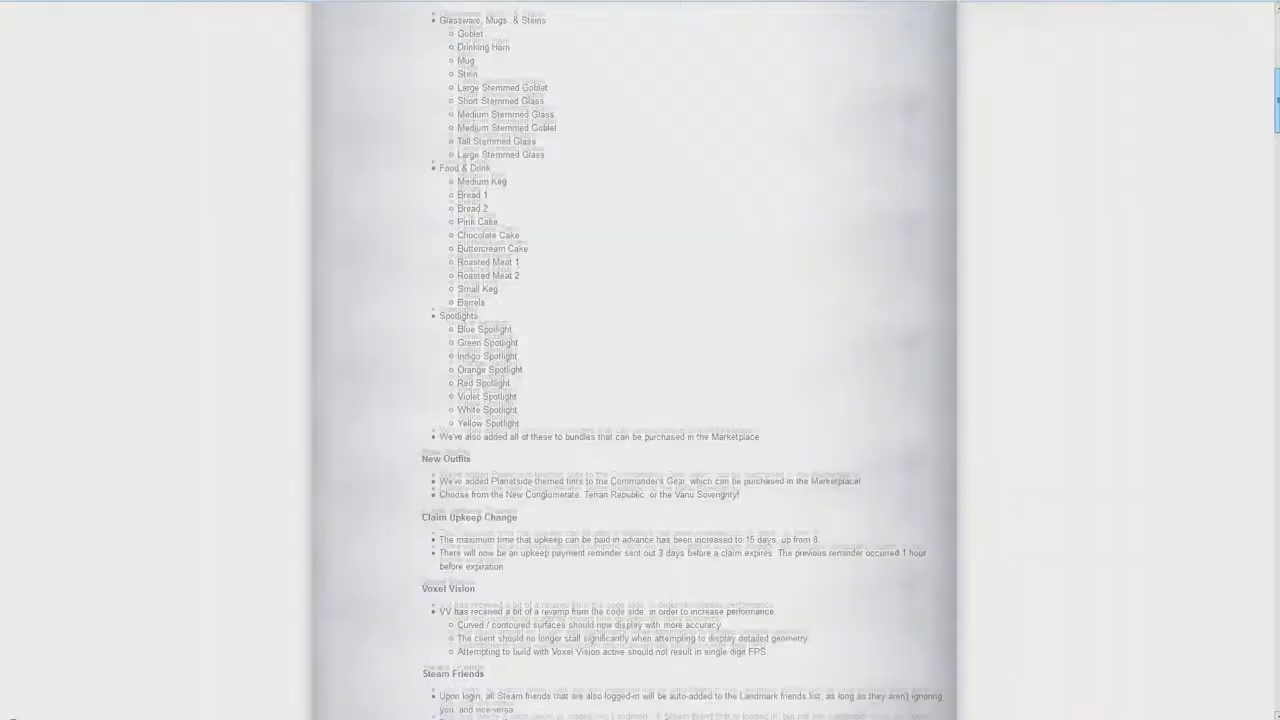 Glassware, Mugs, & Steins
Goblet
Drinking Horn
Mug
Stein
Large Stemmed Goblet
Short Stemmed Glass
Medium Stemmed Glass
Medium Stemmed Goblet
Tall Stemmed Glass
Large Stemmed Glass
Food & Drink
Medium Keg
Bread 1
Bread 2
Pink Cake
Chocolate Cake
Buttercream Cake
Roasted Meat 1
Roasted Meat 2
Small Keg
Barrels
Spotlights
Blue Spotlight
Green Spotlight
Indigo Spotlight
Orange Spotlight
Red Spotlight
Violet Spotlight
White Spotlight
Yellow Spotlight
We've also added all of these to bundles that can be purchased in the Marketplace
New Outfits
We've added Planetside-themed tints to the Commander's Gear, which can be purchased in the Marketplace!
Choose from the New Conglomerate, Terran Republic, or the Vanu Soverignty!
Claim Upkeep Change
The maximum time that upkeep can be paid in advance has been increased to 15 days, up from 8.
There will now be an upkeep payment reminder sent out 3 days before a claim expires. The previous reminder occurred 1 hour
before expiration
Voxel Vision
VV has received a bit of a revamp from the code side, in order to increase performance.
Curved / contoured surfaces should now display with more accuracy
The client should no longer stall significantly when attempting to display detailed geometry
Attempting to build with Voxel Vision active should not result in single digit FPS.
Steam Friends
Upon login, all Steam friends that are also logged-in will be auto-added to the Landmark friends list, as long as they aren't ignoring
you, and vice-versa